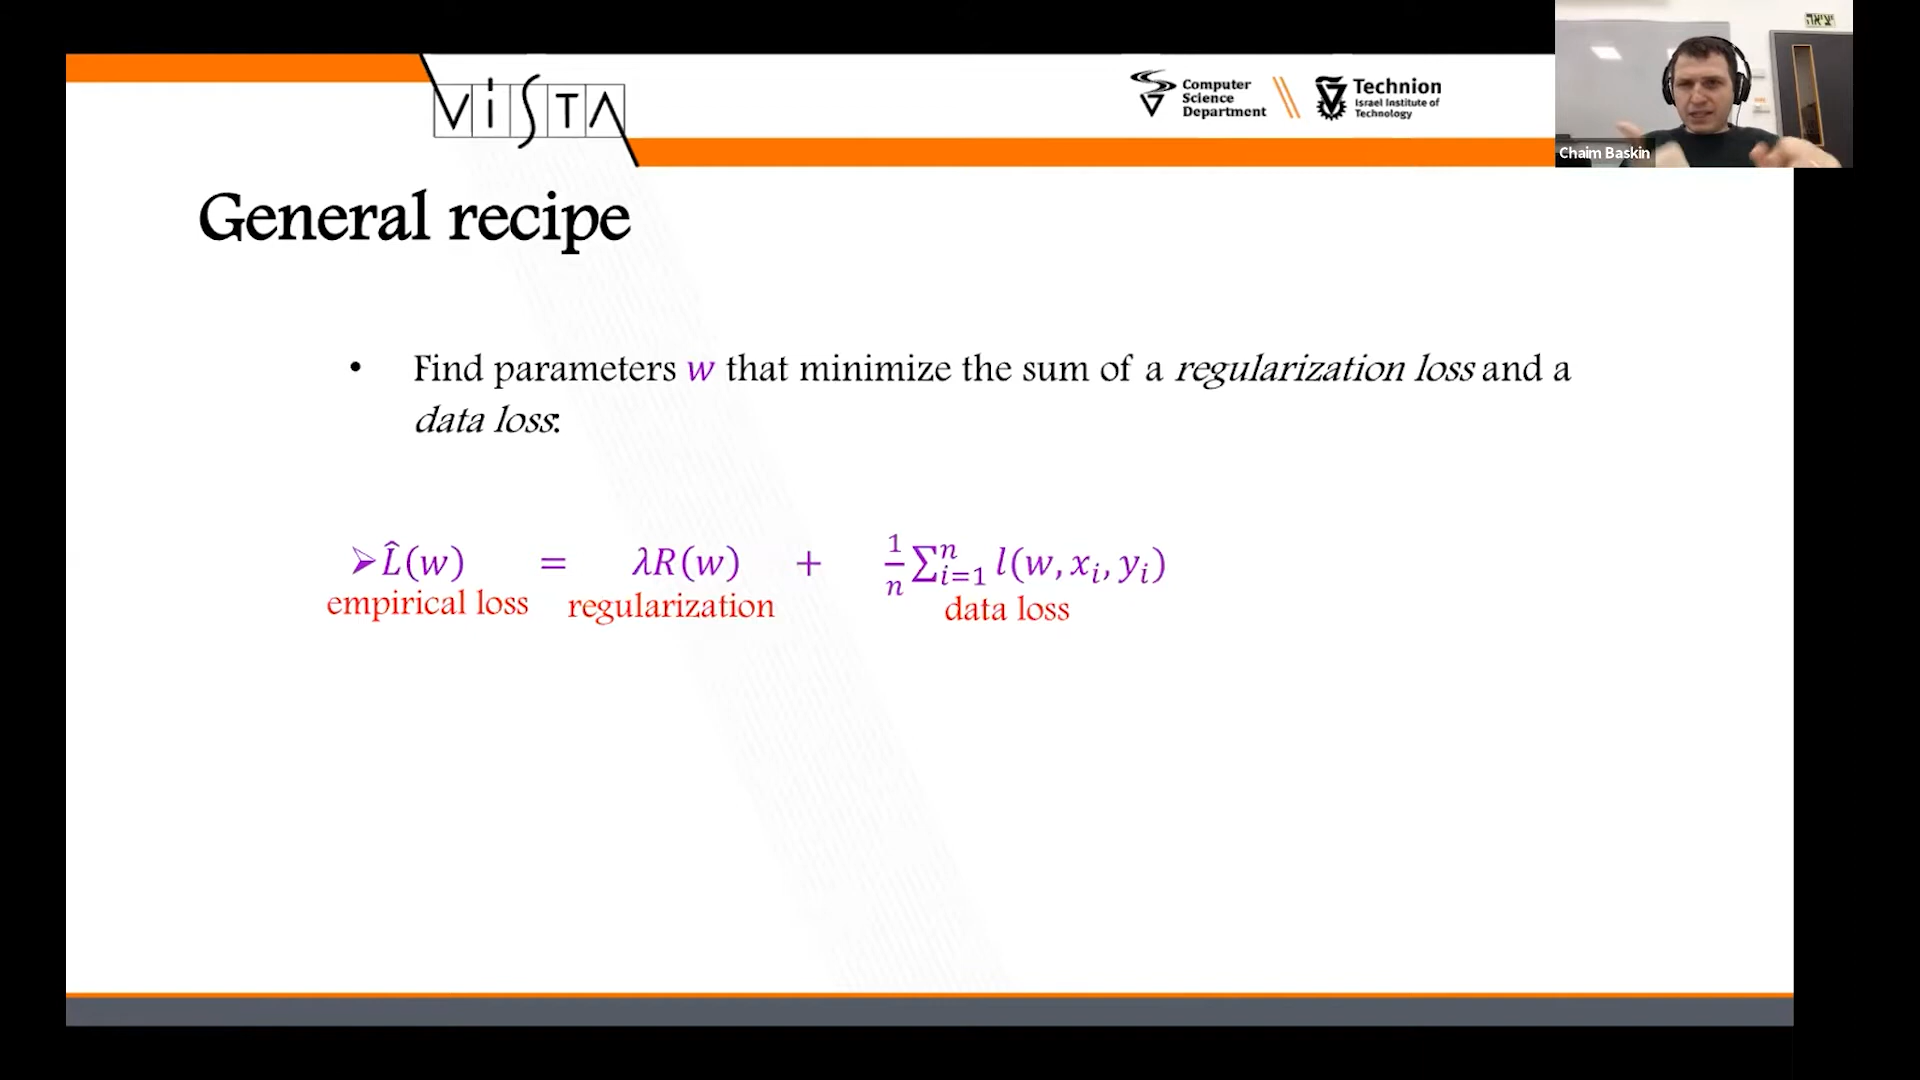 VISTA
Computer
Science
Department
Technion
Israel Institute of
Technology
יציאה
Chaim Baskin
General recipe
• Find parameters w that minimize the sum of a regularization loss and a
data loss:
➢ L̂(w) = λR(w) + 1/n ∑ⁿᵢ₌₁ l(w, xᵢ, yᵢ)
empirical loss regularization data loss